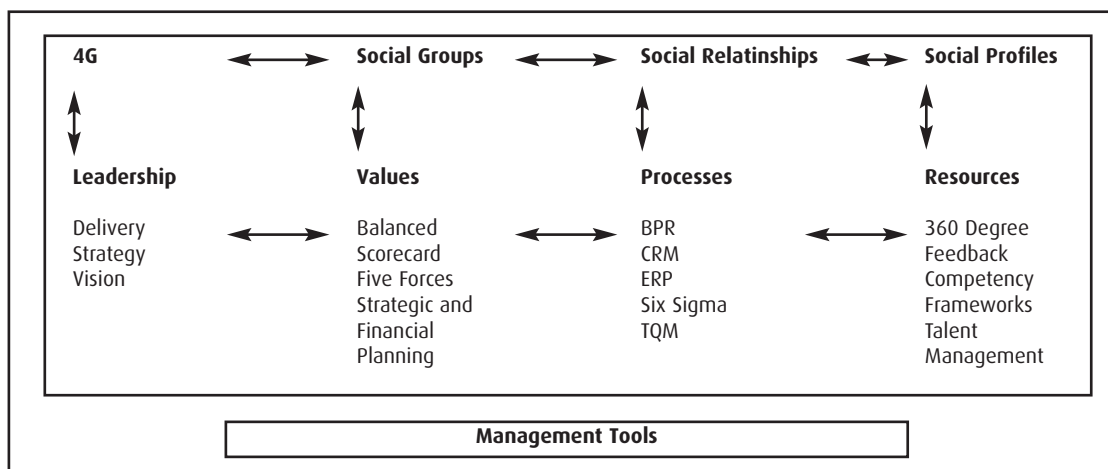 4G Social Groups Social Relatinships Social Profiles
Leadership Values Processes Resources
Delivery Balanced BPR 360 Degree
Strategy Scorecard CRM Feedback
Vision Five Forces ERP Competency
Strategic and Six Sigma Frameworks
Financial TQM Talent
Planning Management
Management Tools